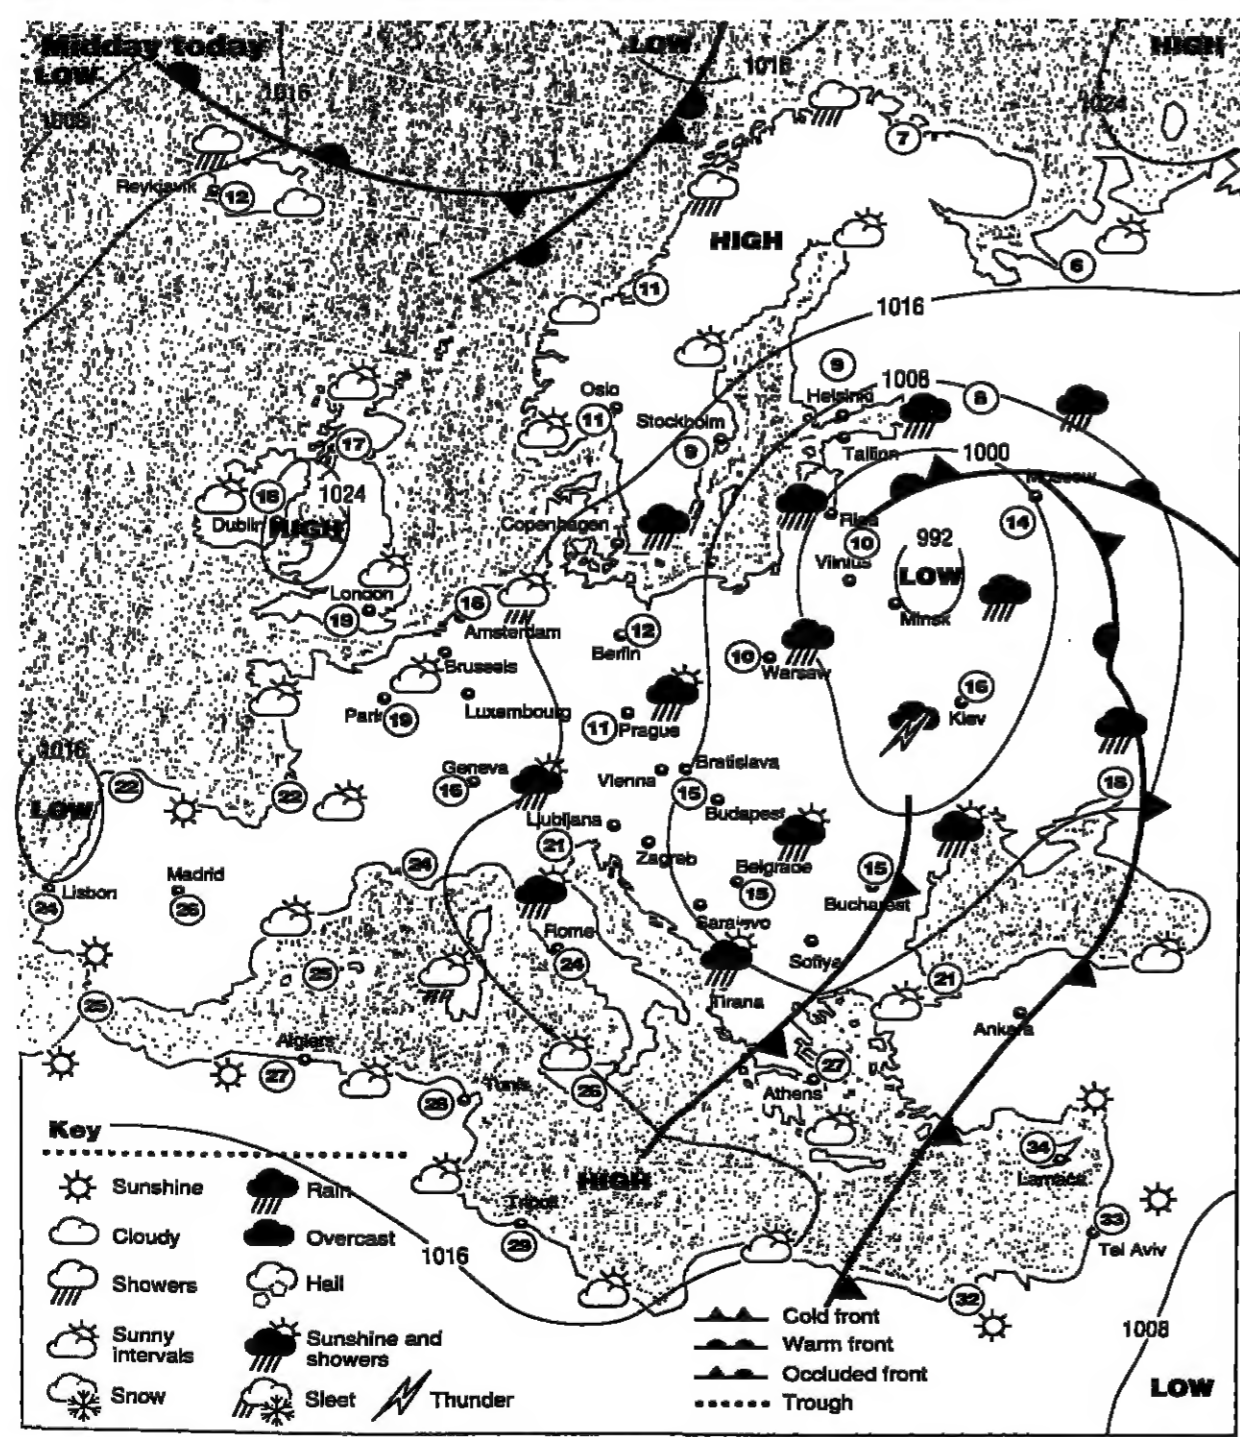 Midday today
LOW
LOW
HIGH
1016
1016
1024
1008
7
Reykjavik
12
HIGH
6
11
1016
9
1008
8
Oslo
Helsinki
11
Stockholm
17
9
Tallinn
1000
Moscow
16
1024
Dublin
HIGH
Copenhagen
Riga
14
10
992
Vilnius
LOW
London
16
Minsk
19
Amsterdam
12
Berlin
Brussels
10
Warsaw
16
Paris
19
Luxembourg
11
Prague
Kiev
1016
Geneva
Vienna
Bratislava
22
22
16
15
18
LOW
Ljubljana
Budapest
21
Zagreb
Madrid
24
Belgrade
15
Lisbon
15
24
26
Bucharest
Sarajevo
Rome
24
Sofiya
25
21
25
Tirana
Ankara
Algiers
27
27
Tunis
28
26
Athens
Key
34
HIGH
Larnaca
Sunshine
Rain
Tripoli
33
Cloudy
Overcast
29
Tel Aviv
1016
Showers
Hail
32
Cold front
Sunny
intervals
Sunshine and
showers
Warm front
1008
Occluded front
Snow
Sleet
Thunder
Trough
LOW